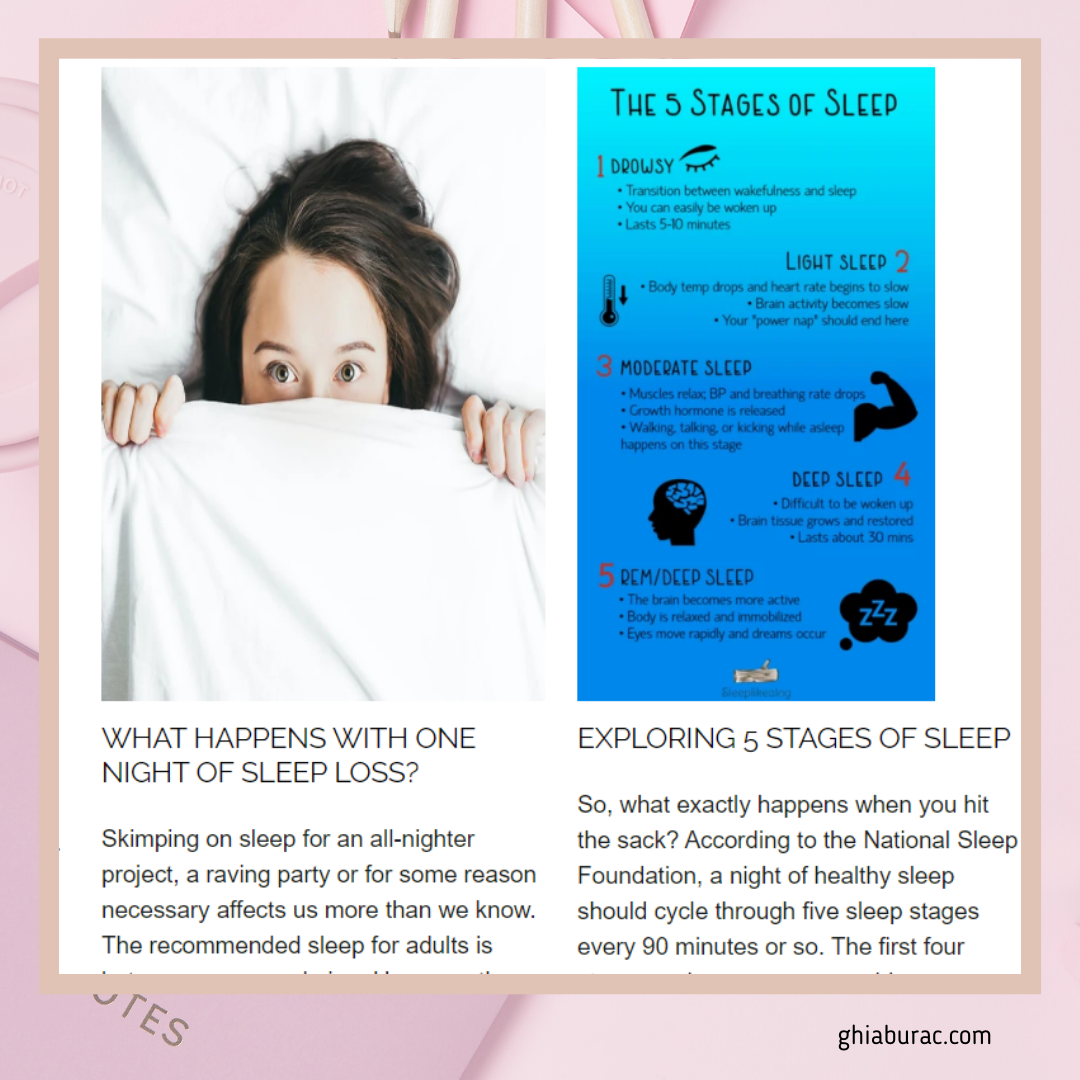 THE 5 STAGES OF SLEEP
1 DROWSY
• Transition between wakefulness and sleep
• You can easily be woken up
• Lasts 5-10 minutes
LIGHT SLEEP 2
• Body temp drops and heart rate begins to slow
• Brain activity becomes slow
• Your "power nap" should end here
3 MODERATE SLEEP
• Muscles relax; BP and breathing rate drops
• Growth hormone is released
• Walking, talking, or kicking while asleep
happens on this stage
DEEP SLEEP 4
• Difficult to be woken up
• Brain tissue grows and restored
• Lasts about 30 mins
5 REM/DEEP SLEEP
• The brain becomes more active
• Body is relaxed and immobilized
• Eyes move rapidly and dreams occur
ZZZ
Sleeplikealog
WHAT HAPPENS WITH ONE
NIGHT OF SLEEP LOSS?
Skimping on sleep for an all-nighter
project, a raving party or for some reason
necessary affects us more than we know.
The recommended sleep for adults is
EXPLORING 5 STAGES OF SLEEP
So, what exactly happens when you hit
the sack? According to the National Sleep
Foundation, a night of healthy sleep
should cycle through five sleep stages
every 90 minutes or so. The first four
ghiaburac.com